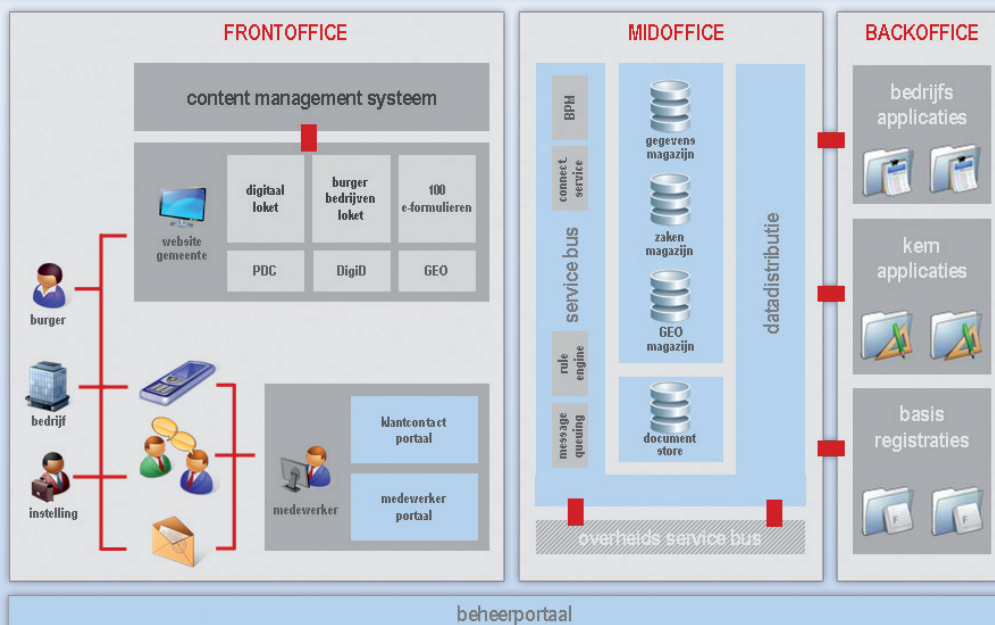 FRONTOFFICE
content management systeem
website
gemeente
digitaal
loket
burger
bedrijven
loket
100
e-formulieren
PDC
DigiD
GEO
burger
bedrijf
instelling
medewerker
klantcontact
portaal
medewerker
portaal
MIDOFFICE
BPM
connect.
service
service bus
rule
engine
message
queuing
gegevens
magazijn
zaken
magazijn
GEO
magazijn
document
store
datadistributie
overheids service bus
BACKOFFICE
bedrijfs
applicaties
kern
applicaties
basis
registraties
F
F
beheerportaal